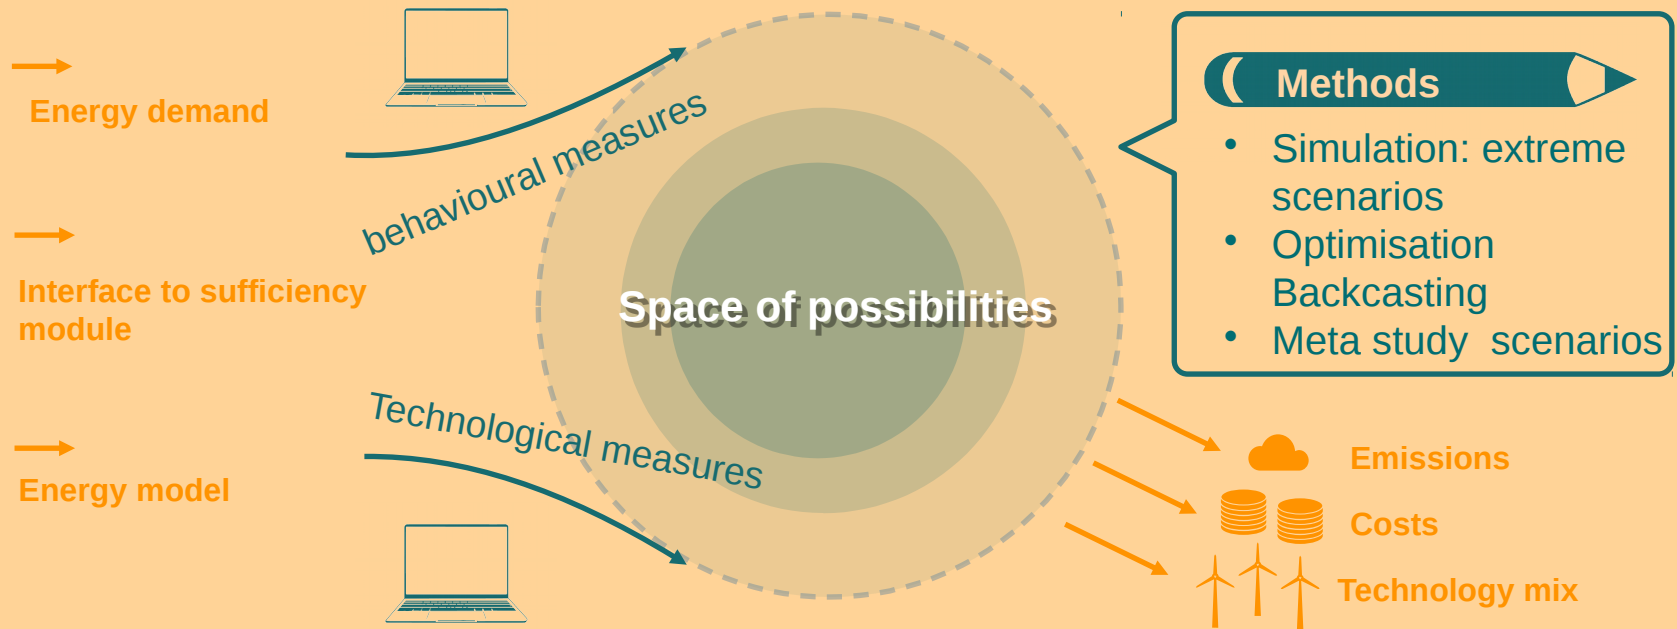 Energy demand
Interface to sufficiency
module
Energy model
behavioural measures
Technological measures
Space of possibilities
Methods
• Simulation: extreme
scenarios
• Optimisation
Backcasting
• Meta study  scenarios
Emissions
Costs
Technology mix